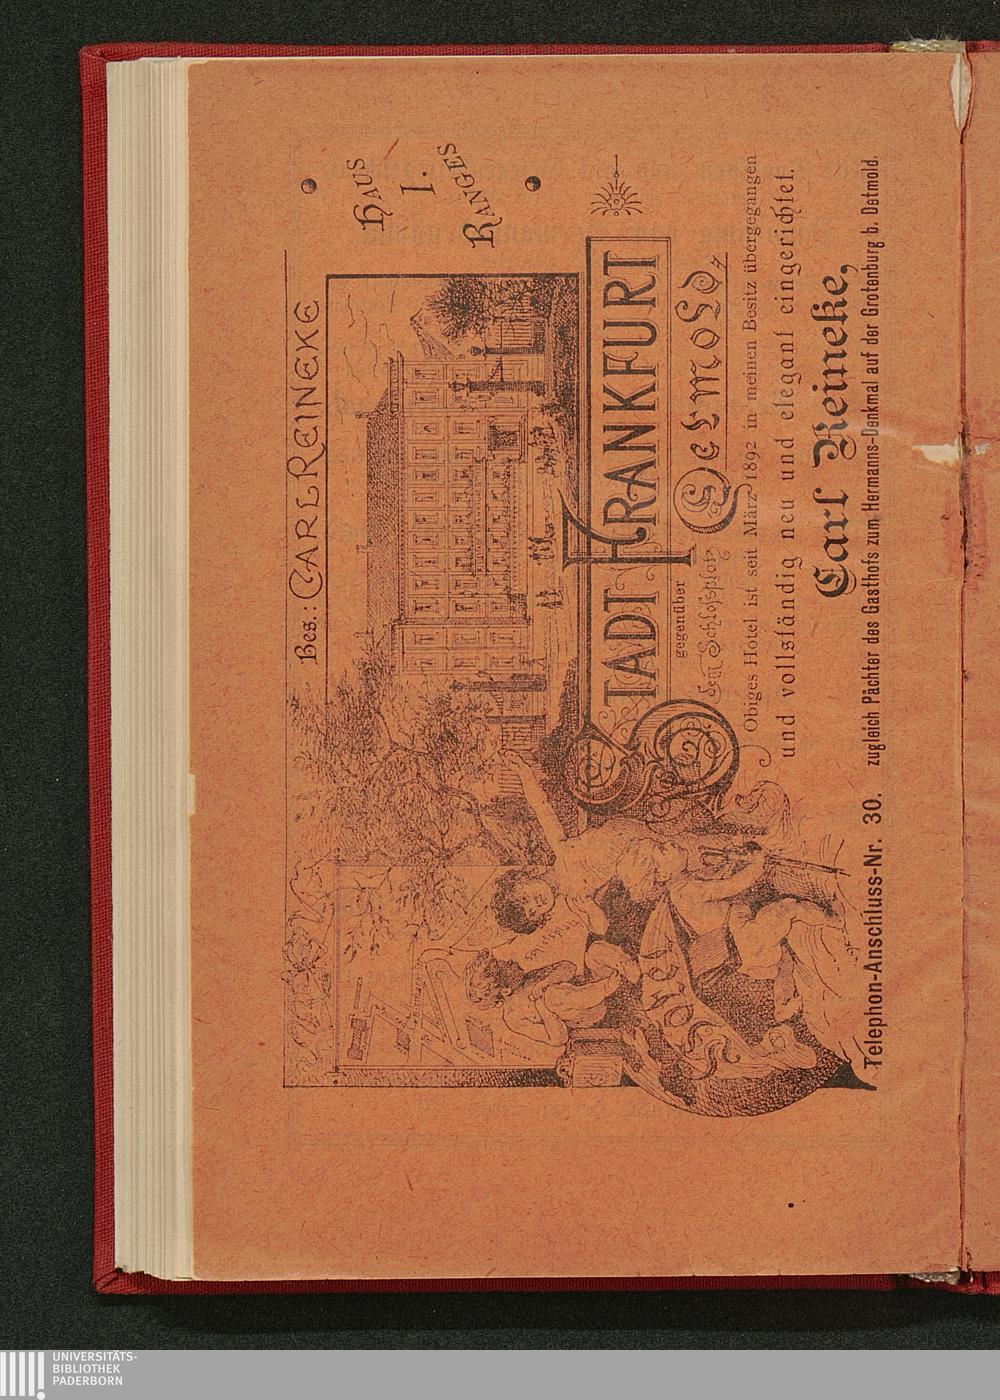 Bes.: CARL REINEKE
HAUS
I.
RANGES
STADT FRANKFURT
gegenüber
dem Schlossplatz
Detmold
HOTEL
Obiges Hotel ist seit März 1892 in meinen Besitz übergegangen
und vollständig neu und elegant eingerichtet.
Carl Reineke,
Telephon-Anschluss-Nr. 30. zugleich Pächter des Gasthofs zum Hermanns-Denkmal auf der Grotenburg b. Detmold.
UNIVERSITÄTS-
BIBLIOTHEK
PADERBORN